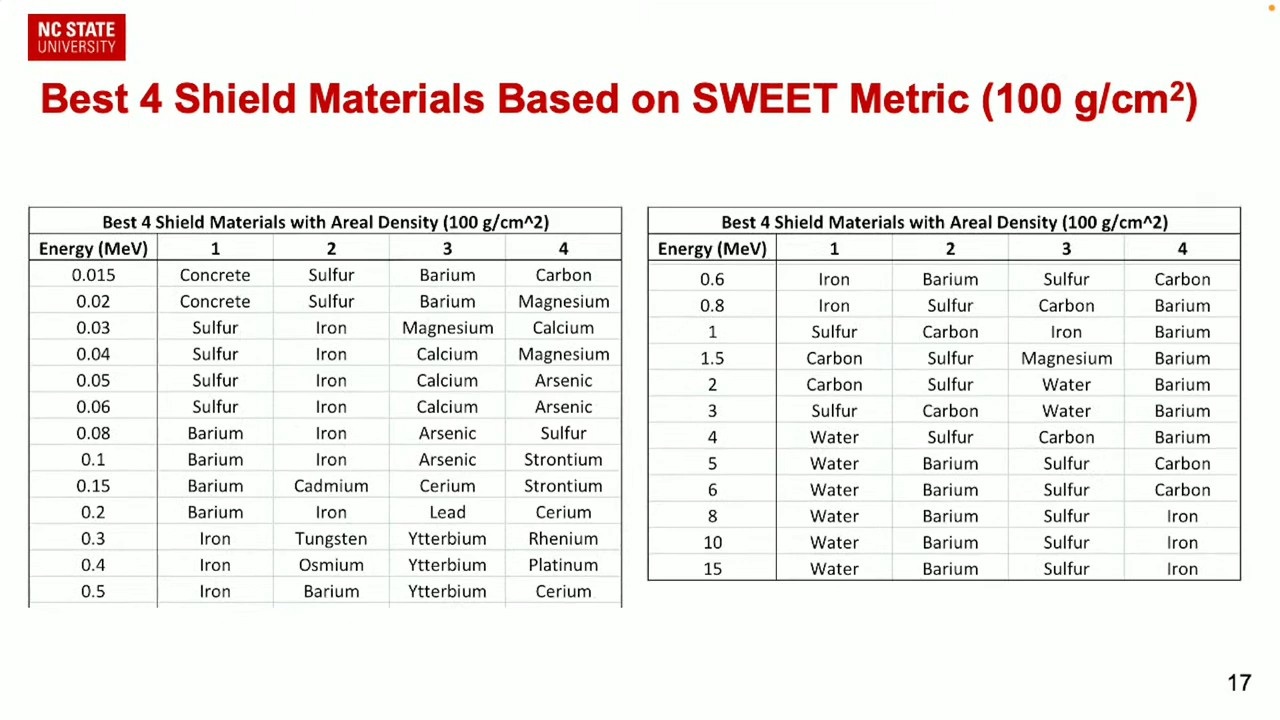 NC STATE
UNIVERSITY
Best 4 Shield Materials Based on SWEET Metric (100 g/cm²)
Best 4 Shield Materials with Areal Density (100 g/cm^2)
Energy (MeV) 1 2 3 4
0.015 Concrete Sulfur Barium Carbon
0.02 Concrete Sulfur Barium Magnesium
0.03 Sulfur Iron Magnesium Calcium
0.04 Sulfur Iron Calcium Magnesium
0.05 Sulfur Iron Calcium Arsenic
0.06 Sulfur Iron Calcium Arsenic
0.08 Barium Iron Arsenic Sulfur
0.1 Barium Iron Arsenic Strontium
0.15 Barium Cadmium Cerium Strontium
0.2 Barium Iron Lead Cerium
0.3 Iron Tungsten Ytterbium Rhenium
0.4 Iron Osmium Ytterbium Platinum
0.5 Iron Barium Ytterbium Cerium
Best 4 Shield Materials with Areal Density (100 g/cm^2)
Energy (MeV) 1 2 3 4
0.6 Iron Barium Sulfur Carbon
0.8 Iron Sulfur Carbon Barium
1 Sulfur Carbon Iron Barium
1.5 Carbon Sulfur Magnesium Barium
2 Carbon Sulfur Water Barium
3 Sulfur Carbon Water Barium
4 Water Sulfur Carbon Barium
5 Water Barium Sulfur Carbon
6 Water Barium Sulfur Carbon
8 Water Barium Sulfur Iron
10 Water Barium Sulfur Iron
15 Water Barium Sulfur Iron
17